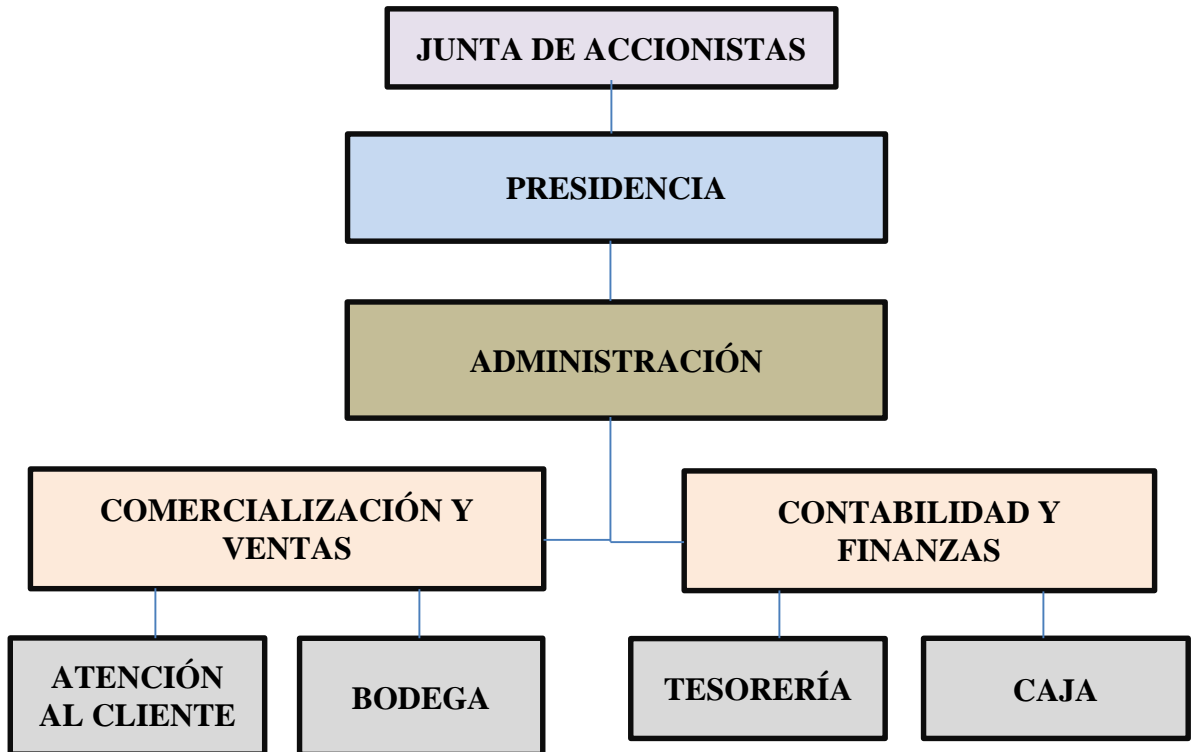 JUNTA DE ACCIONISTAS
PRESIDENCIA
ADMINISTRACIÓN
COMERCIALIZACIÓN Y
VENTAS
CONTABILIDAD Y
FINANZAS
ATENCIÓN
AL CLIENTE
BODEGA
TESORERÍA
CAJA